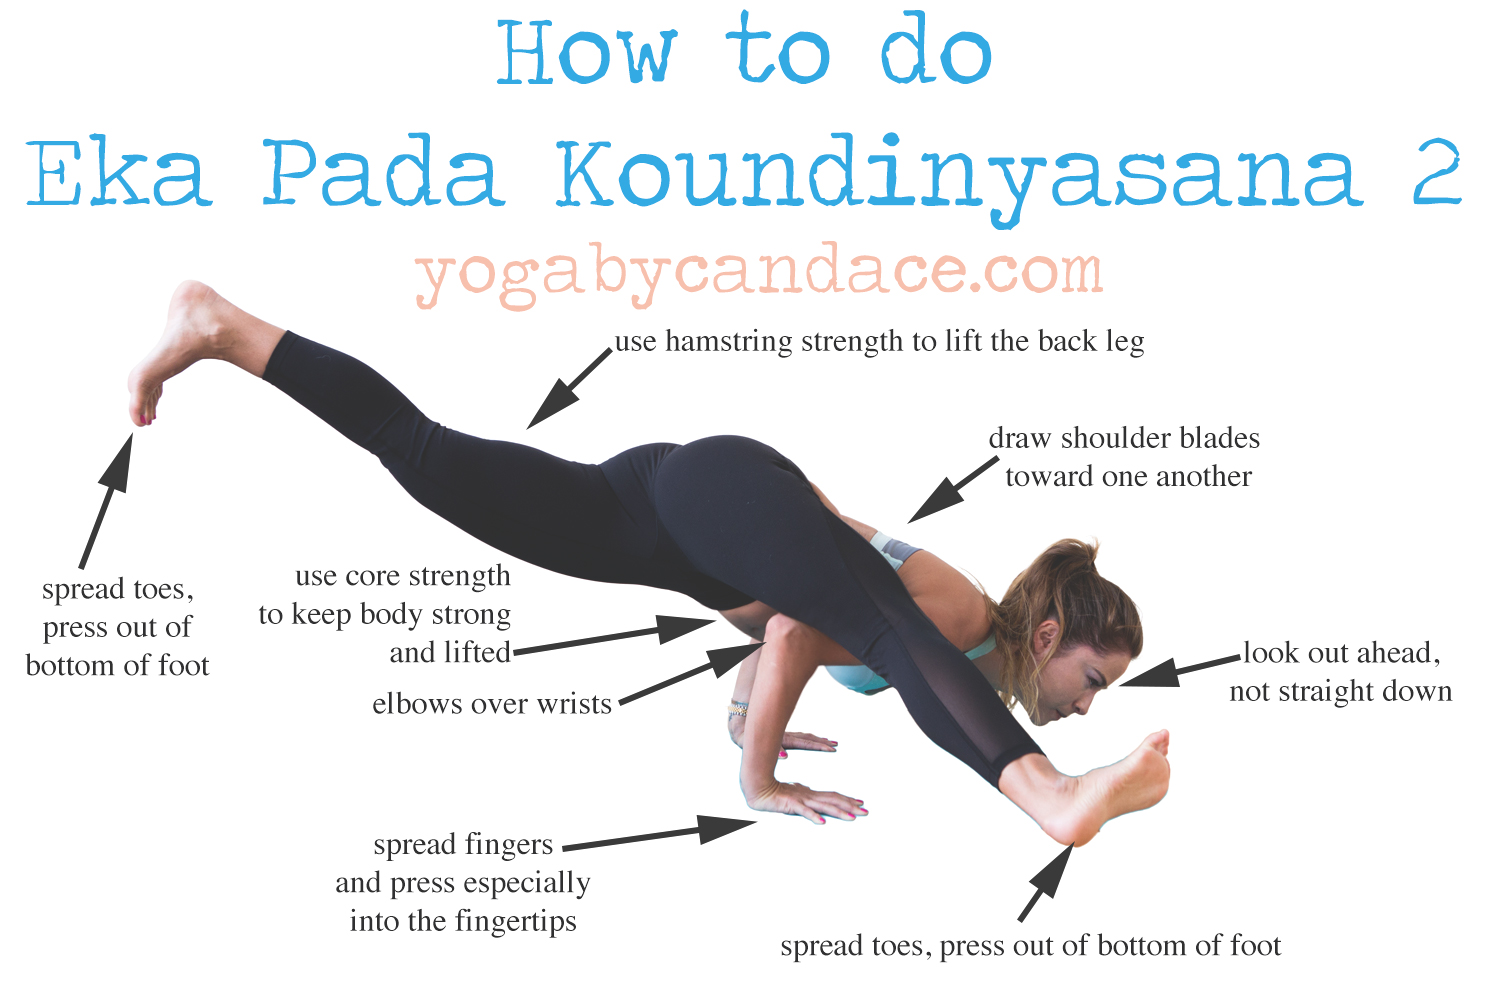 How to do
Eka Pada Koundinyasana 2
yogabycandace.com
use hamstring strength to lift the back leg
draw shoulder blades
toward one another
spread toes,
press out of
bottom of foot
use core strength
to keep body strong
and lifted
elbows over wrists
look out ahead,
not straight down
spread fingers
and press especially
into the fingertips
spread toes, press out of bottom of foot